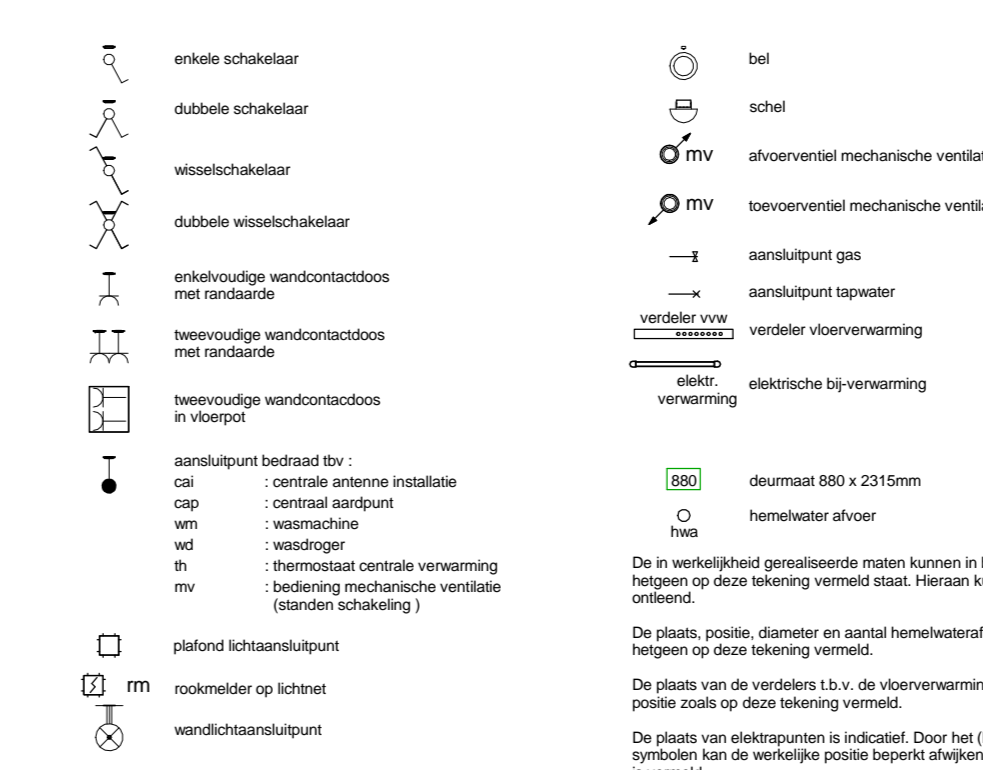 enkele schakelaar
dubbele schakelaar
wisselschakelaar
dubbele wisselschakelaar
enkelvoudige wandcontactdoos
met randaarde
tweevoudige wandcontactdoos
met randaarde
tweevoudige wandcontacdoos
in vloerpot
aansluitpunt bedraad tbv :
cai : centrale antenne installatie
cap : centraal aardpunt
wm : wasmachine
wd : wasdroger
th : thermostaat centrale verwarming
mv : bediening mechanische ventilatie
(standen schakeling )
plafond lichtaansluitpunt
rm rookmelder op lichtnet
wandlichtaansluitpunt
bel
schel
mv afvoerventiel mechanische ventilat
mv toevoerventiel mechanische ventila
aansluitpunt gas
aansluitpunt tapwater
verdeler vvw
verdeler vloerverwarming
elektr.
verwarming
elektrische bij-verwarming
880 deurmaat 880 x 2315mm
hemelwater afvoer
hwa
De in werkelijkheid gerealiseerde maten kunnen in
hetgeen op deze tekening vermeld staat. Hieraan
ontleend.
De plaats, positie, diameter en aantal hemelwateraf
hetgeen op deze tekening vermeld.
De plaats van de verdelers t.b.v. de vloerverwarmin
positie zoals op deze tekening vermeld.
De plaats van elektrapunten is indicatief. Door het
symbolen kan de werkelijke positie beperkt afwijken